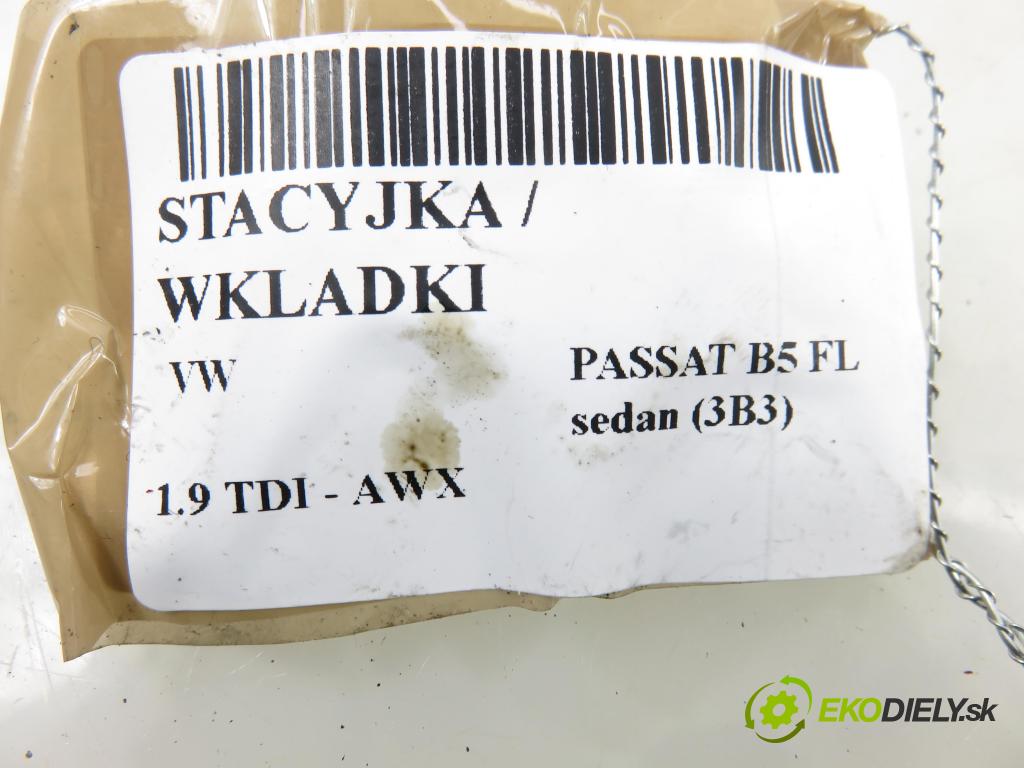 STACYJKA /
WKLADKI
VW
PASSAT B5 FL
sedan (3B3)
1.9 TDI - AWX
EKODIELY.sk